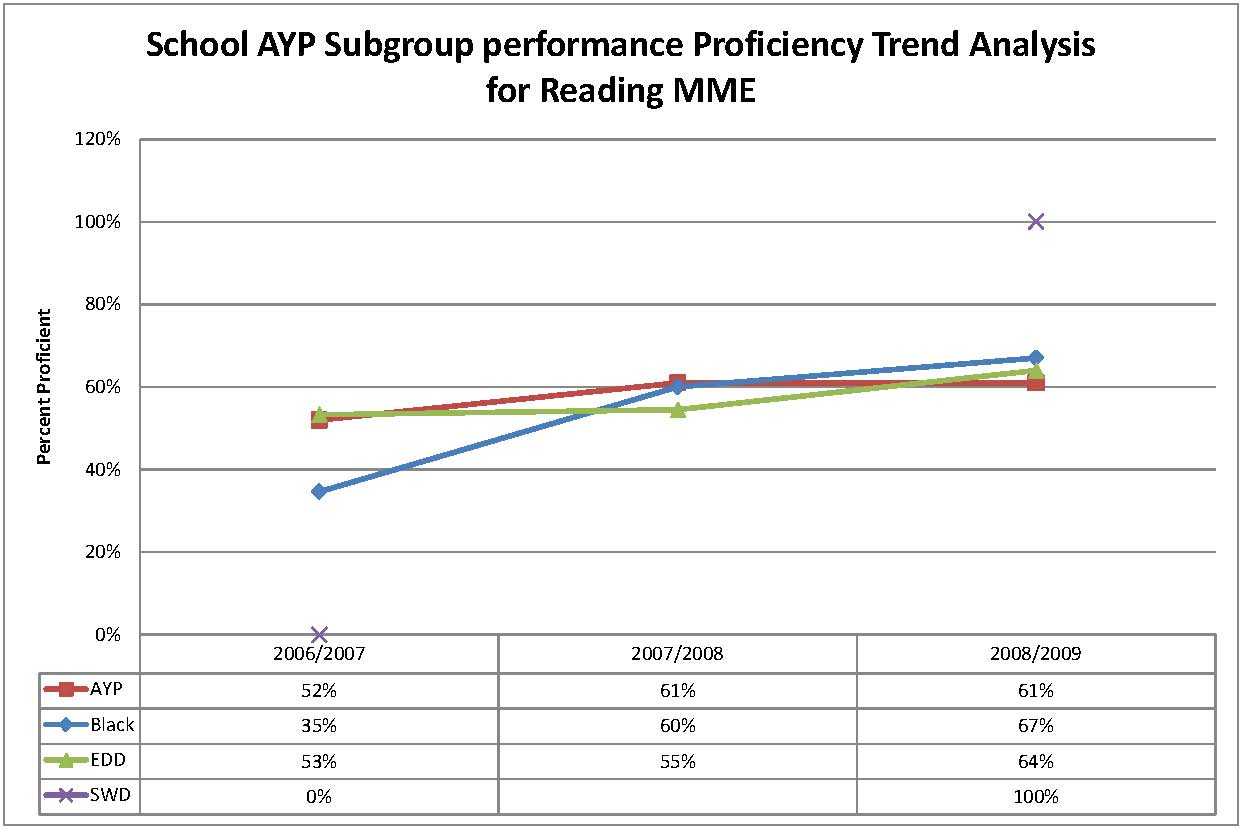 School AYP Subgroup performance Proficiency Trend Analysis
for Reading MME
120%
100%
80%
60%
40%
20%
0%
Percent Proficient
2006/2007 2007/2008 2008/2009
AYP 52% 61% 61%
Black 35% 60% 67%
EDD 53% 55% 64%
SWD 0% 100%